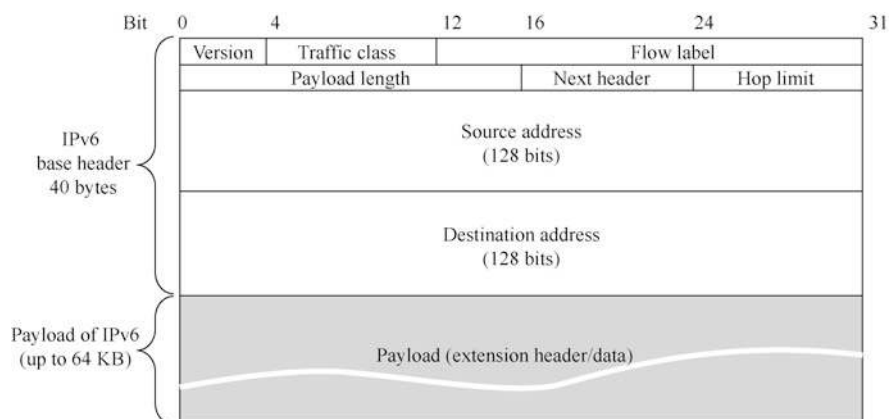 Bit 0 4 12 16 24 31
Version Traffic class Flow label
Payload length Next header Hop limit
IPv6
base header
40 bytes
Source address
(128 bits)
Destination address
(128 bits)
Payload of IPv6
(up to 64 KB)
Payload (extension header/data)